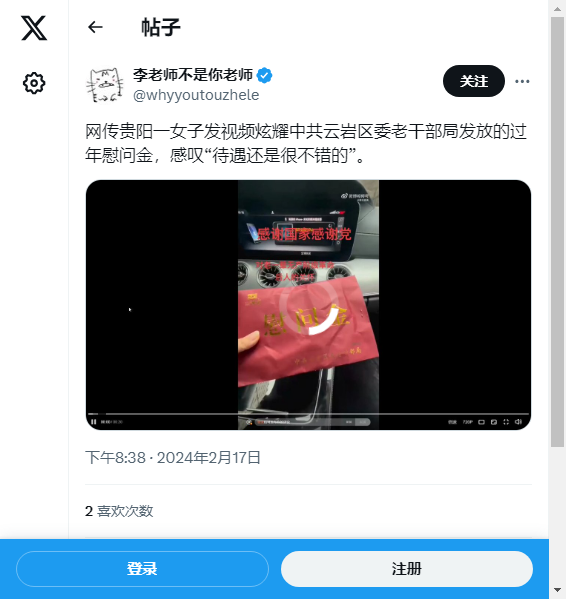 帖子
李老师不是你老师
@whyyoutouzhele
关注
网传贵阳一女子发视频炫耀中共云岩区委老干部局发放的过
年慰问金，感叹“待遇还是很不错的”。
感谢国家感谢党
慰问金
下午8:38 · 2024年2月17日
2 喜欢次数
登录
注册